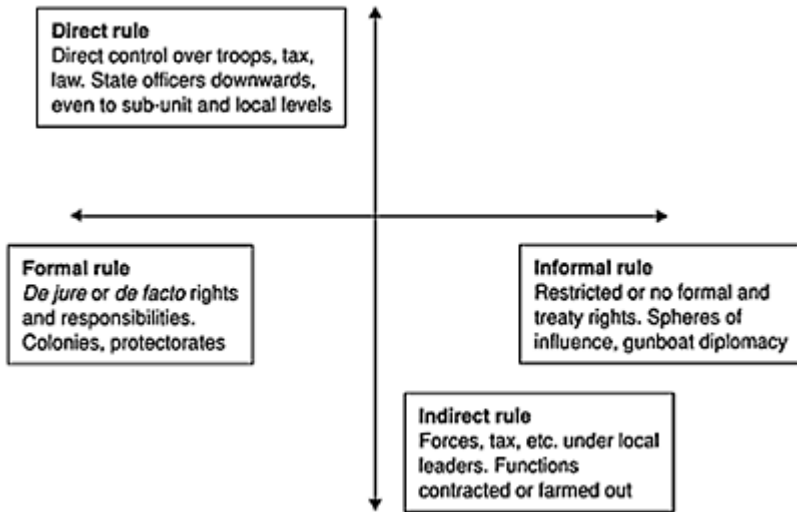 Direct rule
Direct control over troops, tax,
law. State officers downwards,
even to sub-unit and local levels
Formal rule
De jure or de facto rights
and responsibilities.
Colonies, protectorates
Informal rule
Restricted or no formal and
treaty rights. Spheres of
influence, gunboat diplomacy
Indirect rule
Forces, tax, etc. under local
leaders. Functions
contracted or farmed out